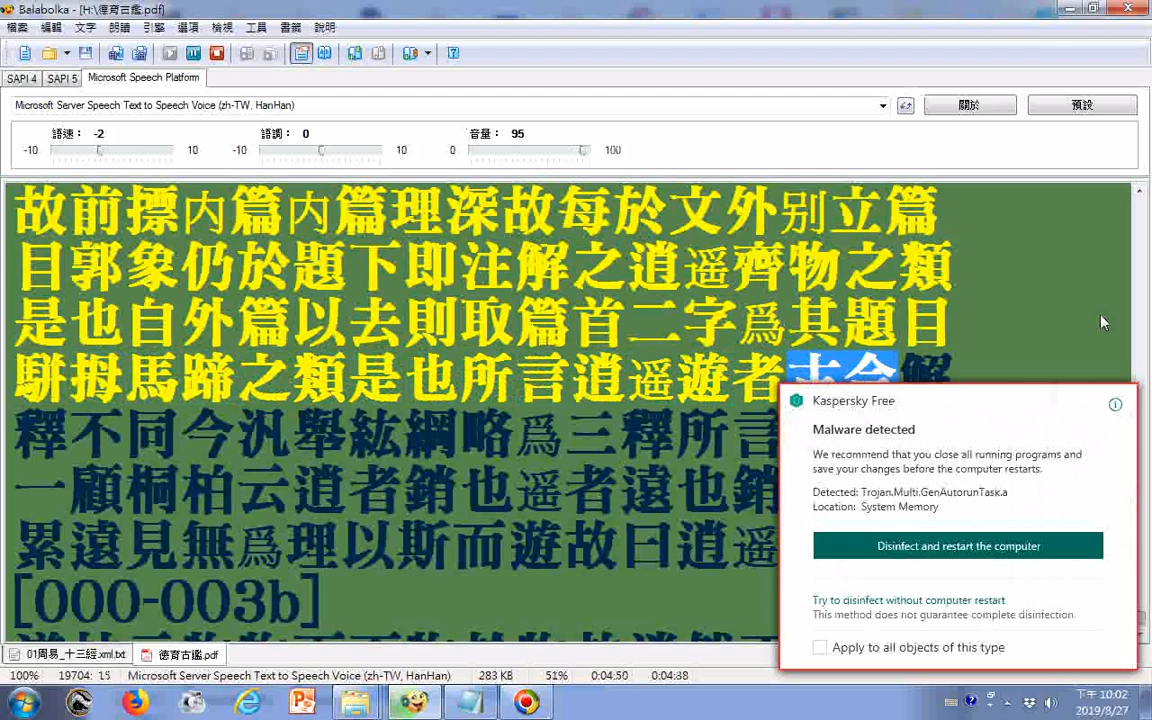 Balabolka - [H:\德育古鑑.pdf]
檔案 編輯 文字 朗讀 引擎 選項 檢視 工具 書籤 說明
SAPI 4 SAPI 5 Microsoft Speech Platform
Microsoft Server Speech Text to Speech Voice (zh-TW, HanHan) 關於 預設
語速： -2 語調： 0 音量： 95
-10 10 -10 10 0 100
故前摽内篇内篇理深故每於文外别立篇
目郭象仍於題下即注解之逍遥齊物之類
是也自外篇以去則取篇首二字爲其題目
駢拇馬蹄之類是也所言逍遥遊者古今解
釋不同今汎舉紘綱略爲三釋所言
一顧桐柏云逍者銷也遥者遠也銷
累遠見無爲理以斯而遊故曰逍遥
[000-003b]
Kaspersky Free
Malware detected
We recommend that you close all running programs and
save your changes before the computer restarts.
Detected: Trojan.Multi.GenAutorunTask.a
Location: System Memory
Disinfect and restart the computer
Try to disinfect without computer restart
This method does not guarantee complete disinfection.
Apply to all objects of this type
01周易_十三經.xml.txt 德育古鑑.pdf
100% 19704: 15 Microsoft Server Speech Text to Speech Voice (zh-TW, HanHan) 283 KB 51% 0:04:50 0:04:38
下午 10:02
2019/8/27